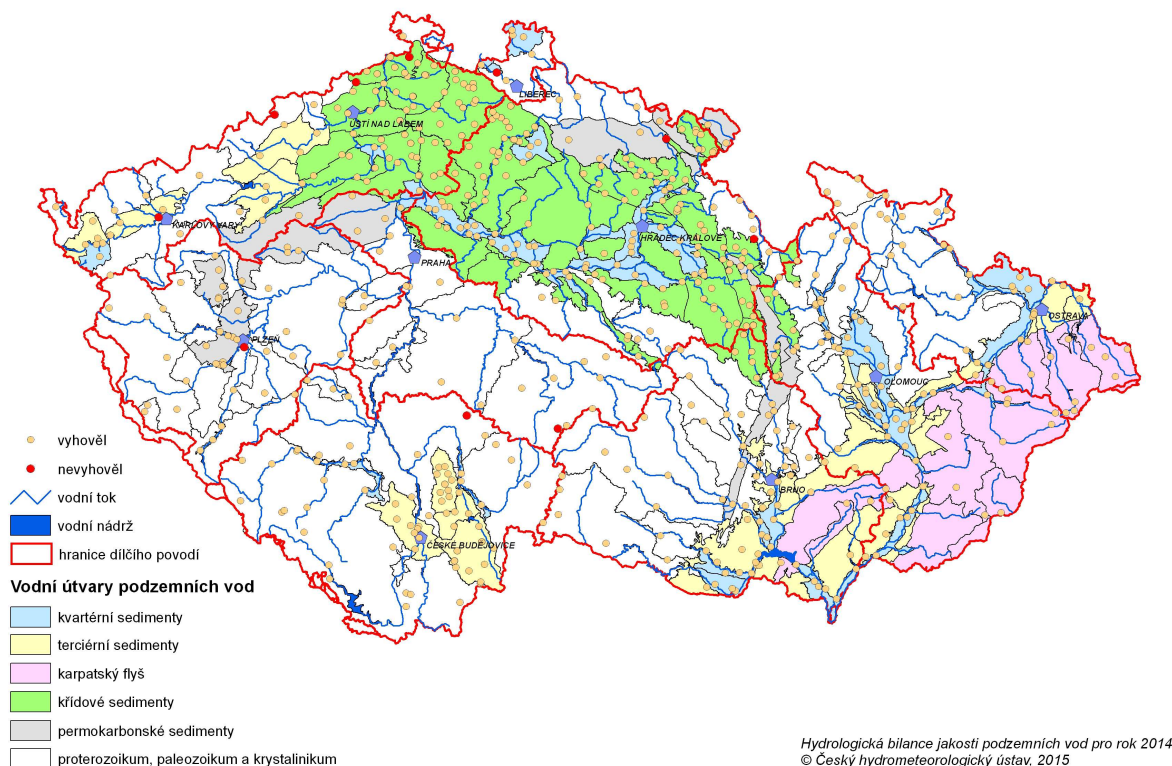 LIBEREC
ÚSTÍ NAD LABEM
KARLOVY VARY
HRADEC KRÁLOVÉ
PRAHA
OSTRAVA
PLZEŇ
OLOMOUC
BRNO
ČESKÉ BUDĚJOVICE
vyhověl
nevyhověl
vodní tok
vodní nádrž
hranice dílčího povodí
Vodní útvary podzemních vod
kvartérní sedimenty
terciérní sedimenty
karpatský flyš
křídové sedimenty
permokarbonské sedimenty
proterozoikum, paleozoikum a krystalinikum
Hydrologická bilance jakosti podzemních vod pro rok 2014
© Český hydrometeorologický ústav, 2015